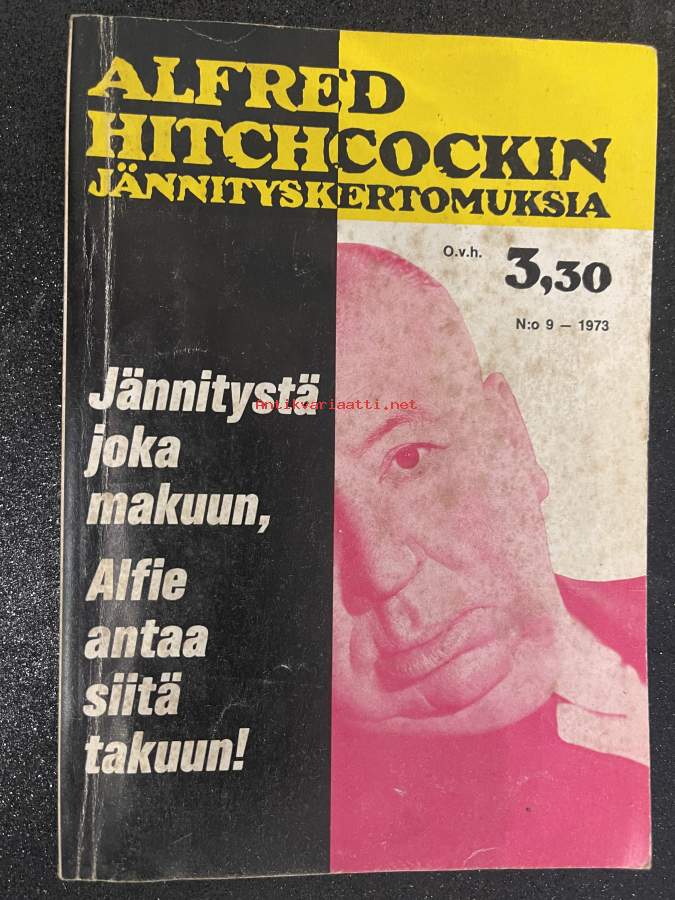 ALFRED
HITCHCOCKIN
JÄNNITYSKERTOMUKSIA
O.v.h. 3,30
N:o 9 — 1973
Jännitystä
joka
makuun,
Alfie
antaa
siitä
takuun!
Antikvariaatti.net